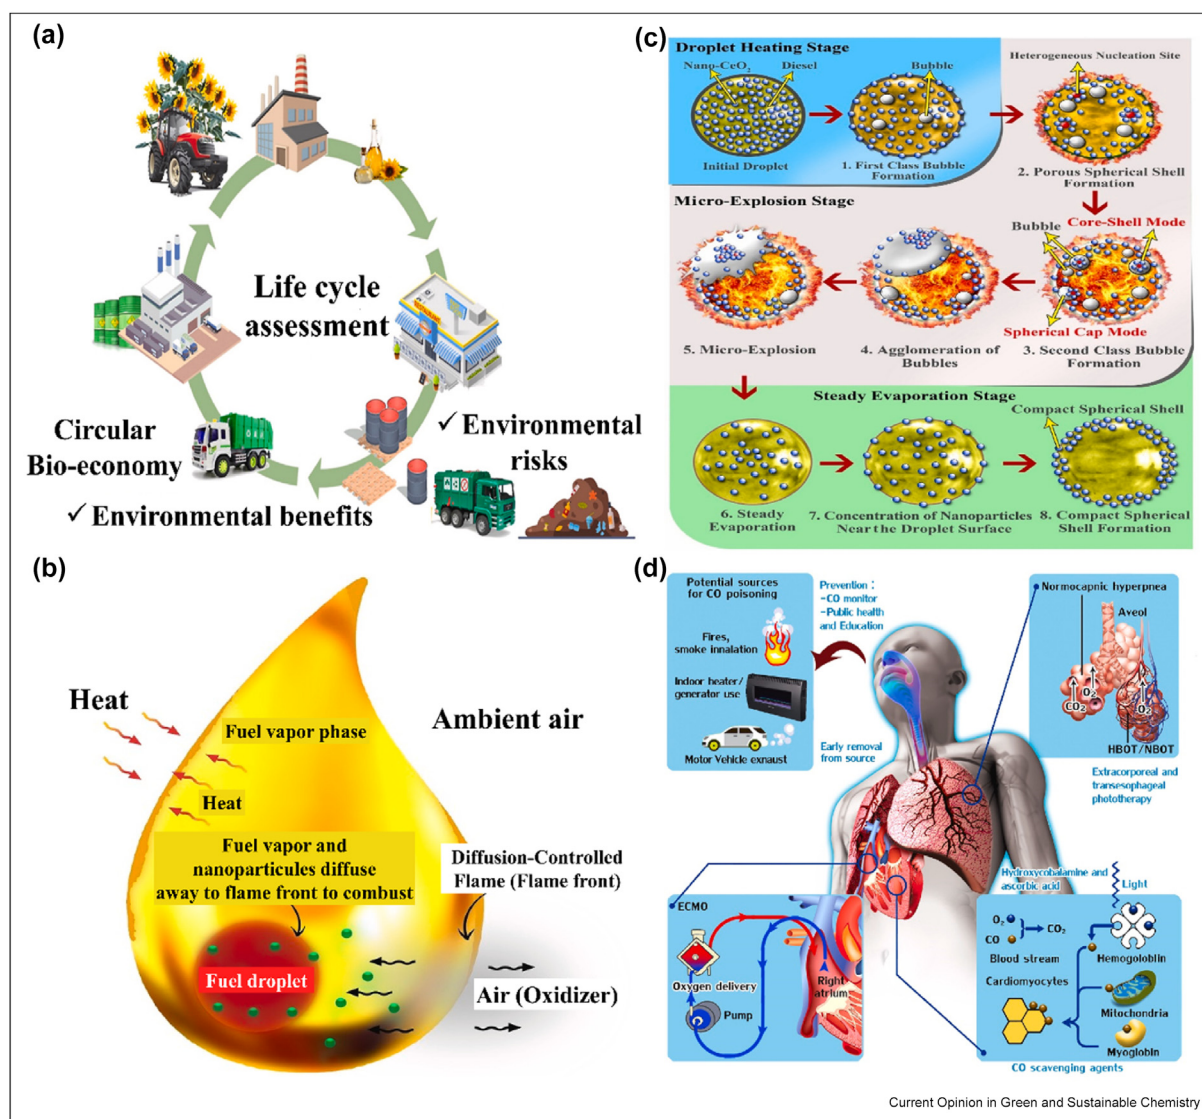 (a)
Life cycle
assessment
Circular
Bio-economy
✓ Environmental
risks
✓ Environmental benefits
(b)
Heat
Fuel vapor phase
Ambient air
Heat
Fuel vapor and
nanoparticules diffuse
away to flame front to combust
Diffusion-Controlled
Flame (Flame front)
Fuel droplet
Air (Oxidizer)
(c)
Droplet Heating Stage
Nano-CeO₂
Diesel
Bubble
Heterogeneous Nucleation Site
Initial Droplet
1. First Class Bubble
Formation
2. Porous Spherical Shell
Formation
Micro-Explosion Stage
Bubble
Core-Shell Mode
Spherical Cap Mode
5. Micro-Explosion
4. Agglomeration of
Bubbles
3. Second Class Bubble
Formation
Steady Evaporation Stage
Compact Spherical Shell
6. Steady
Evaporation
7. Concentration of Nanoparticles
Near the Droplet Surface
8. Compact Spherical
Shell Formation
(d)
Potential sources
for CO poisoning
Fires,
smoke innalation
Indoor heater/
generator use
Motor Vehicle exhaust
Prevention :
-CO monitor
-Public health
and Education
Early removal
from source
Normocapnic hyperpnea
Aveol
CO₂
O₂
O₂
HBOT/NBOT
Extracorporeal and
transesophageal
phototherapy
ECMO
Oxygen delivery
Pump
Right
atrium
Hydroxycobalamine and
ascorbic acid
Light
O₂
CO
CO₂
Blood stream
Hemogoloblin
Cardiomyocytes
Mitochondria
Myoglobin
CO scavenging agents
Current Opinion in Green and Sustainable Chemistry